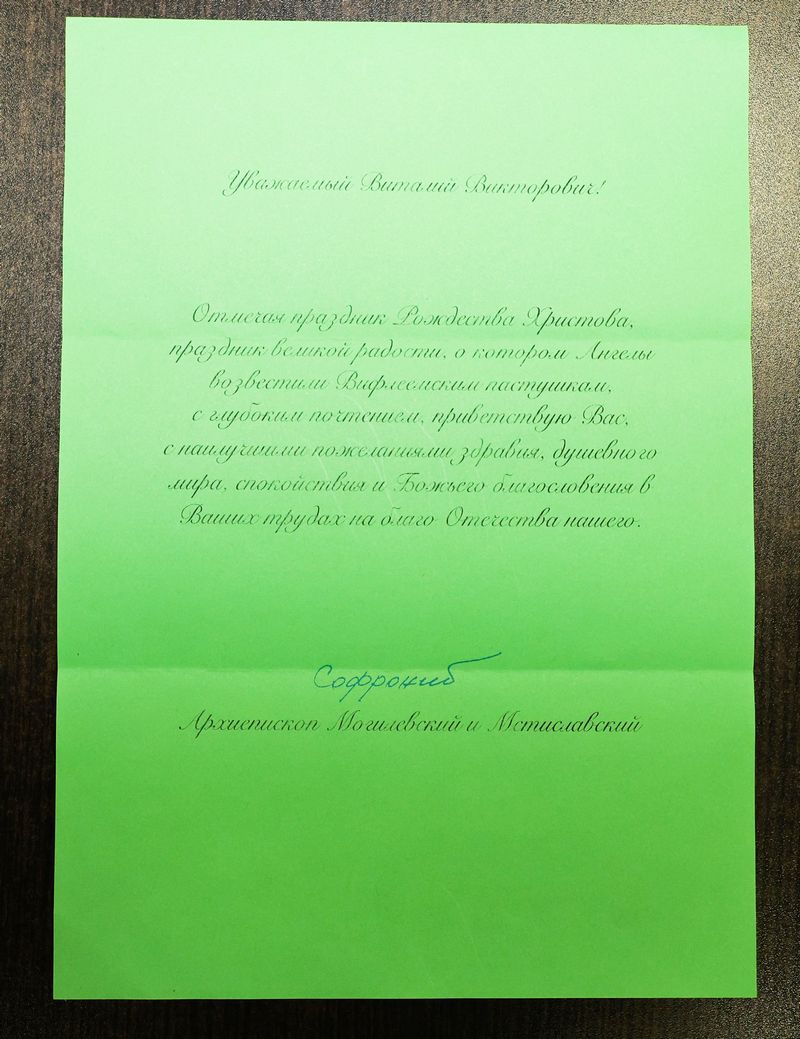 Уважаемый Виталий Викторович!
Отмечая праздник Рождества Христова,
праздник великой радости, о котором Ангелы
возвестили Вифлеемским пастушкам,
с глубоким почтением, приветствую Вас,
с наилучшими пожеланиями здравия, душевного
мира, спокойствия и Божьего благословения в
Ваших трудах на благо Отечества нашего.
Софроний
Архиепископ Могилевский и Мстиславский